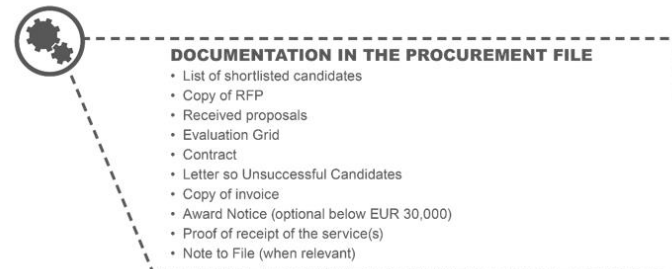 DOCUMENTATION IN THE PROCUREMENT FILE
• List of shortlisted candidates
• Copy of RFP
• Received proposals
• Evaluation Grid
• Contract
• Letter so Unsuccessful Candidates
• Copy of invoice
• Award Notice (optional below EUR 30,000)
• Proof of receipt of the service(s)
• Note to File (when relevant)